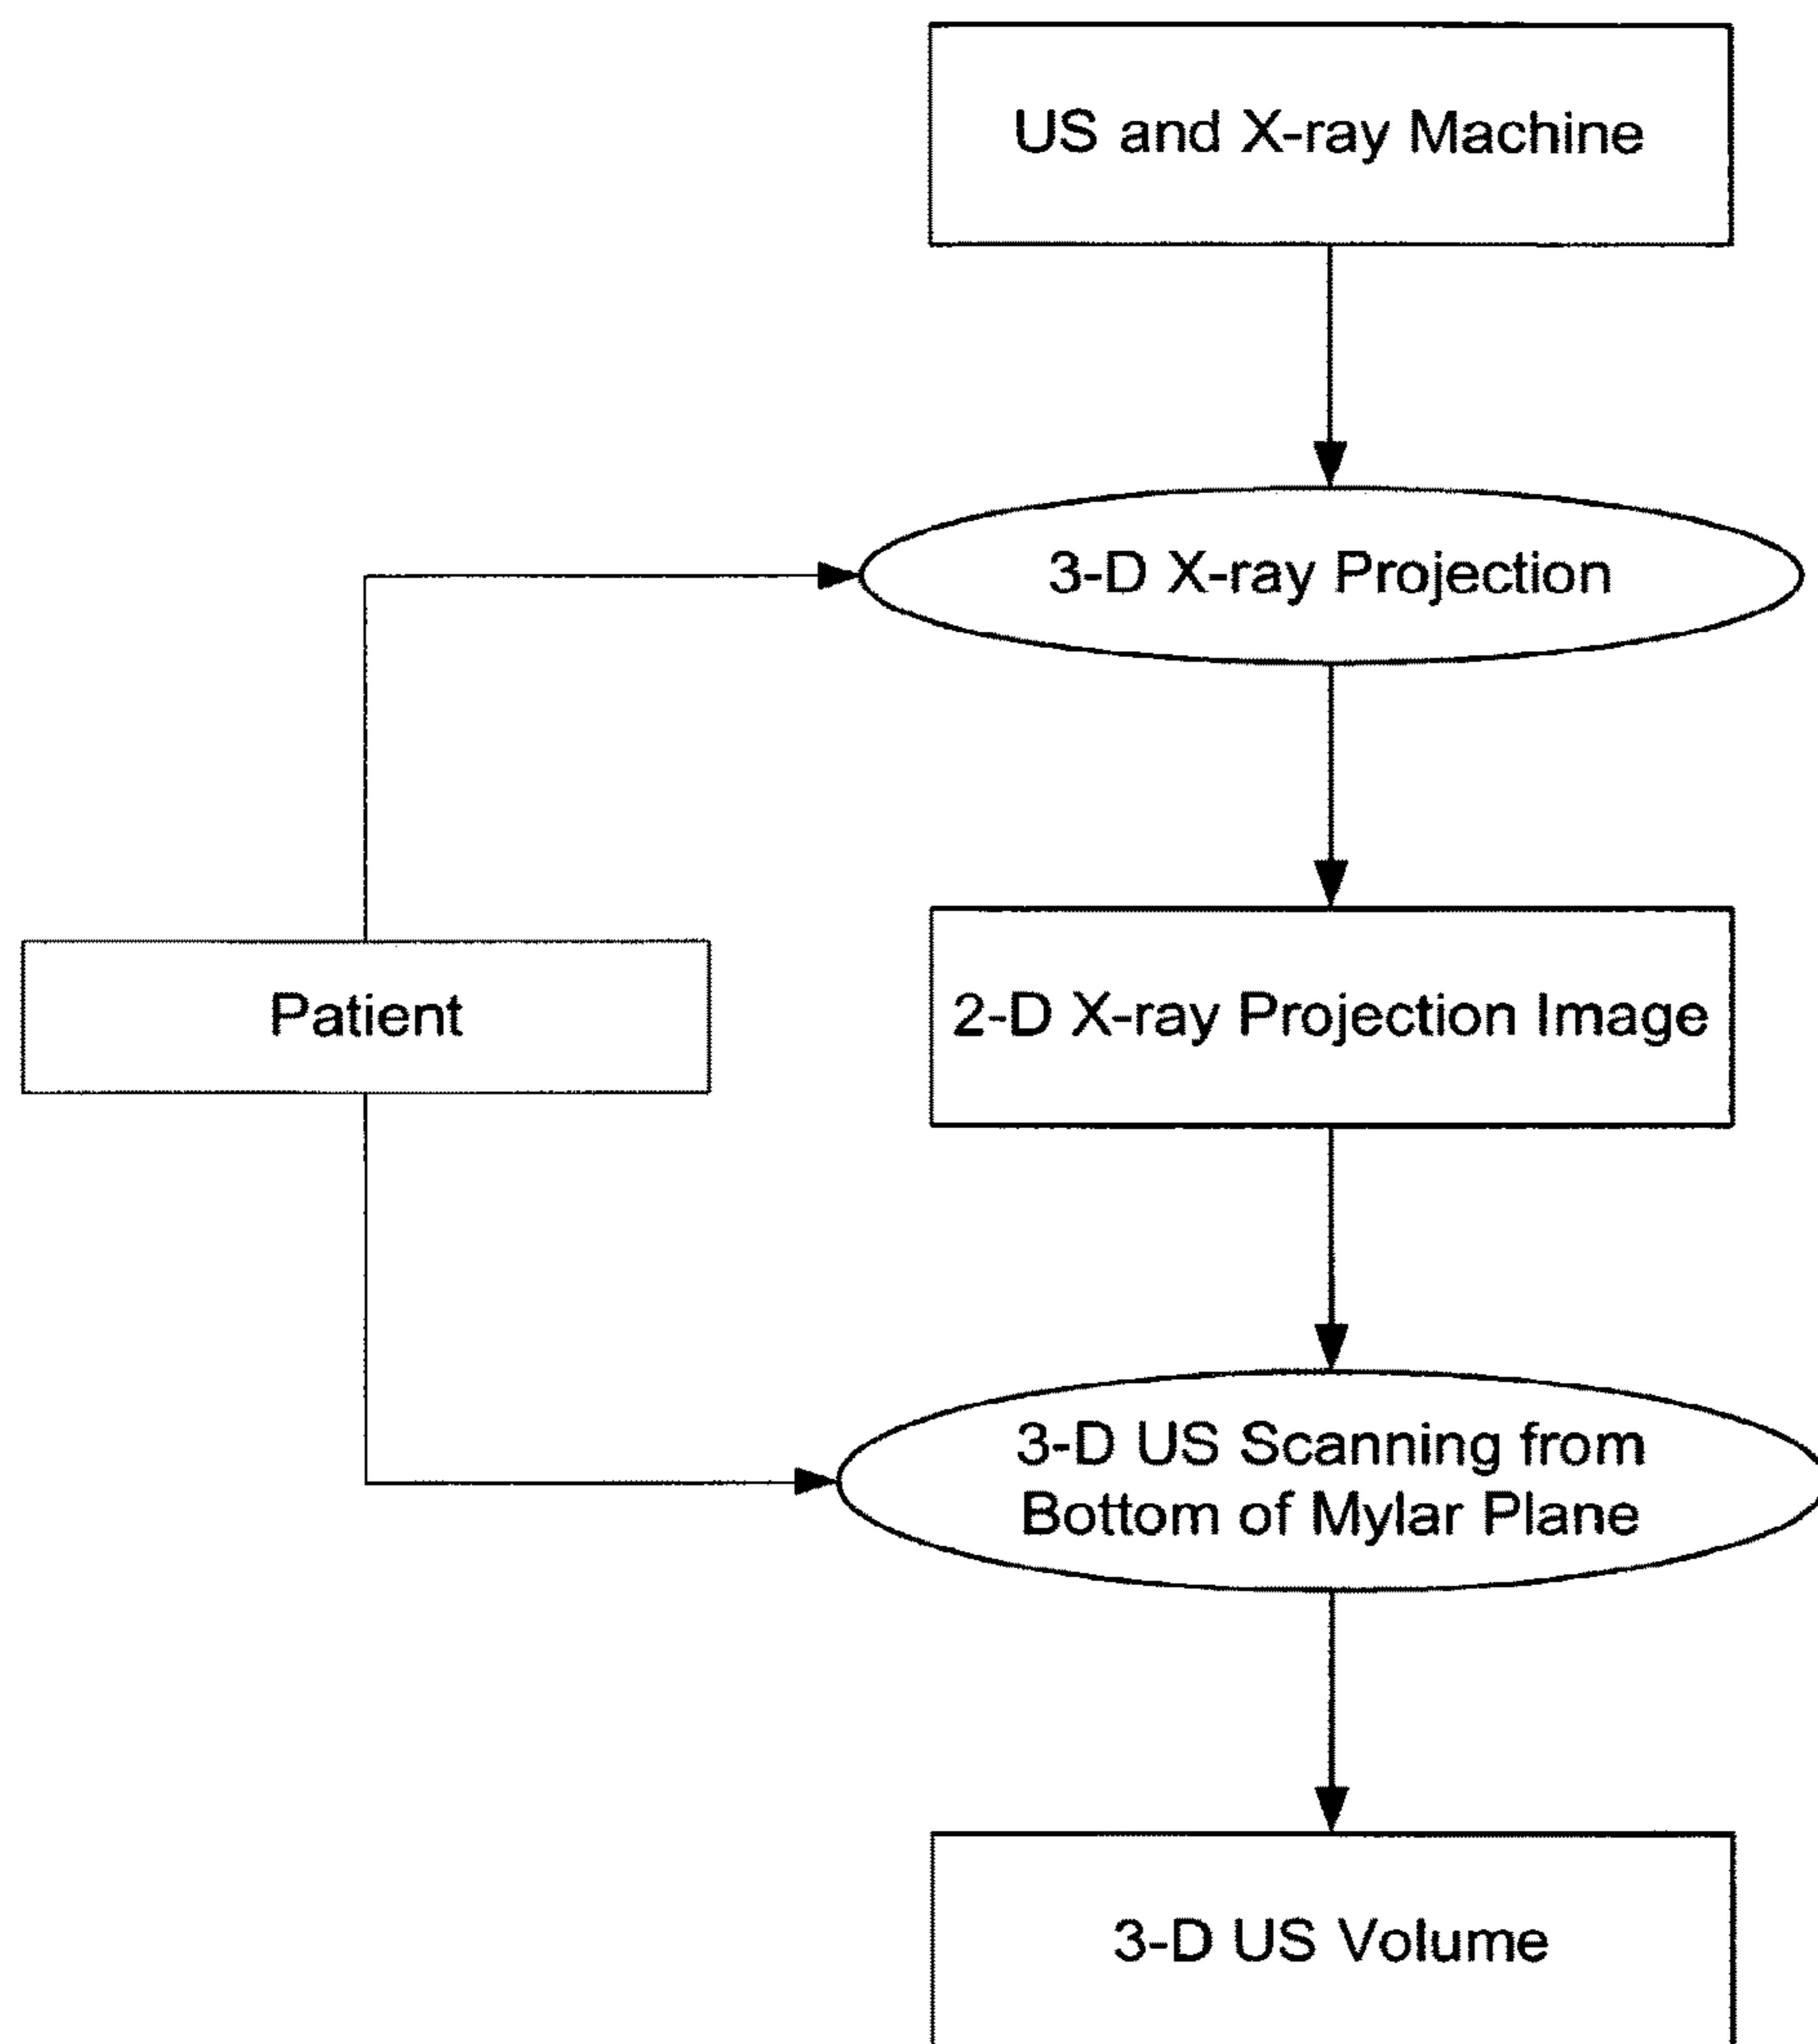 US and X-ray Machine
3-D X-ray Projection
Patient
2-D X-ray Projection Image
3-D US Scanning from
Bottom of Mylar Plane
3-D US Volume